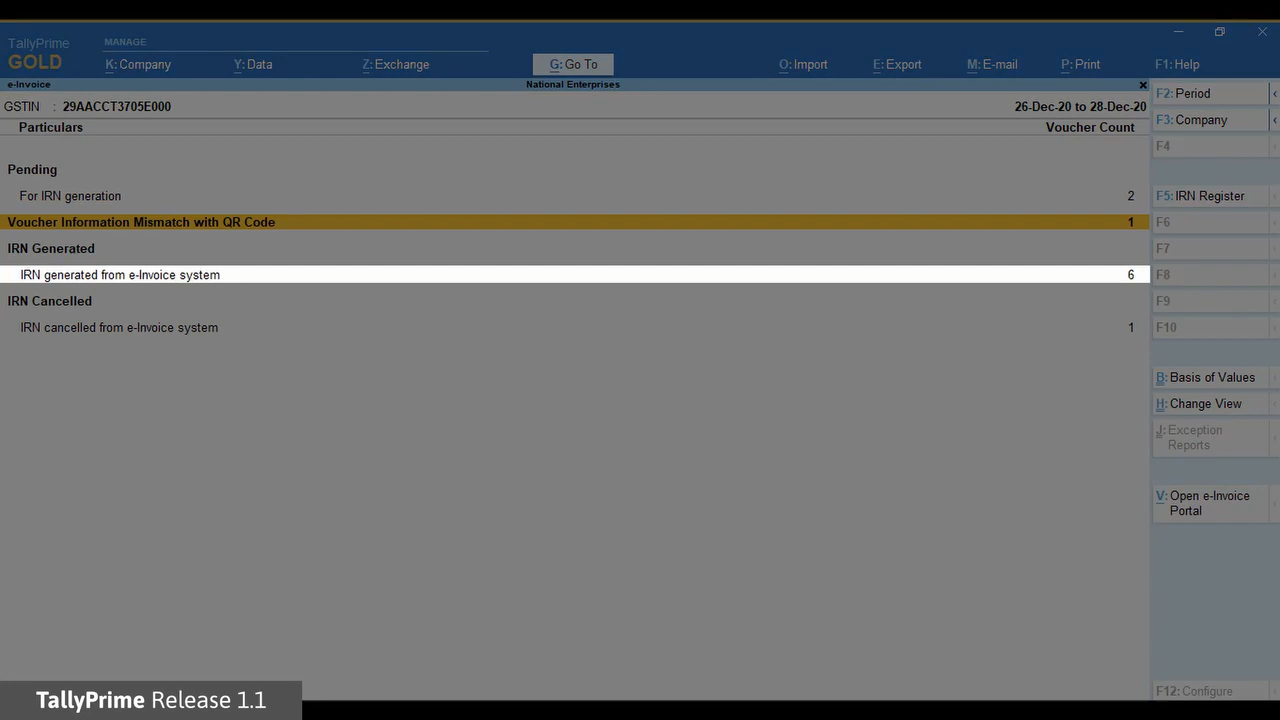 TallyPrime
GOLD
MANAGE
K: Company
Y: Data
Z: Exchange
G: Go To
O: Import
E: Export
M: E-mail
P: Print
F1: Help
e-Invoice
National Enterprises
GSTIN : 29AACCT3705E000
26-Dec-20 to 28-Dec-20
Particulars
Voucher Count
Pending
For IRN generation 2
Voucher Information Mismatch with QR Code 1
IRN Generated
IRN generated from e-Invoice system 6
IRN Cancelled
IRN cancelled from e-Invoice system 1
F2: Period
F3: Company
F4
F5: IRN Register
F6
F7
F8
F9
F10
B: Basis of Values
H: Change View
J: Exception
Reports
V: Open e-Invoice
Portal
F12: Configure
TallyPrime Release 1.1